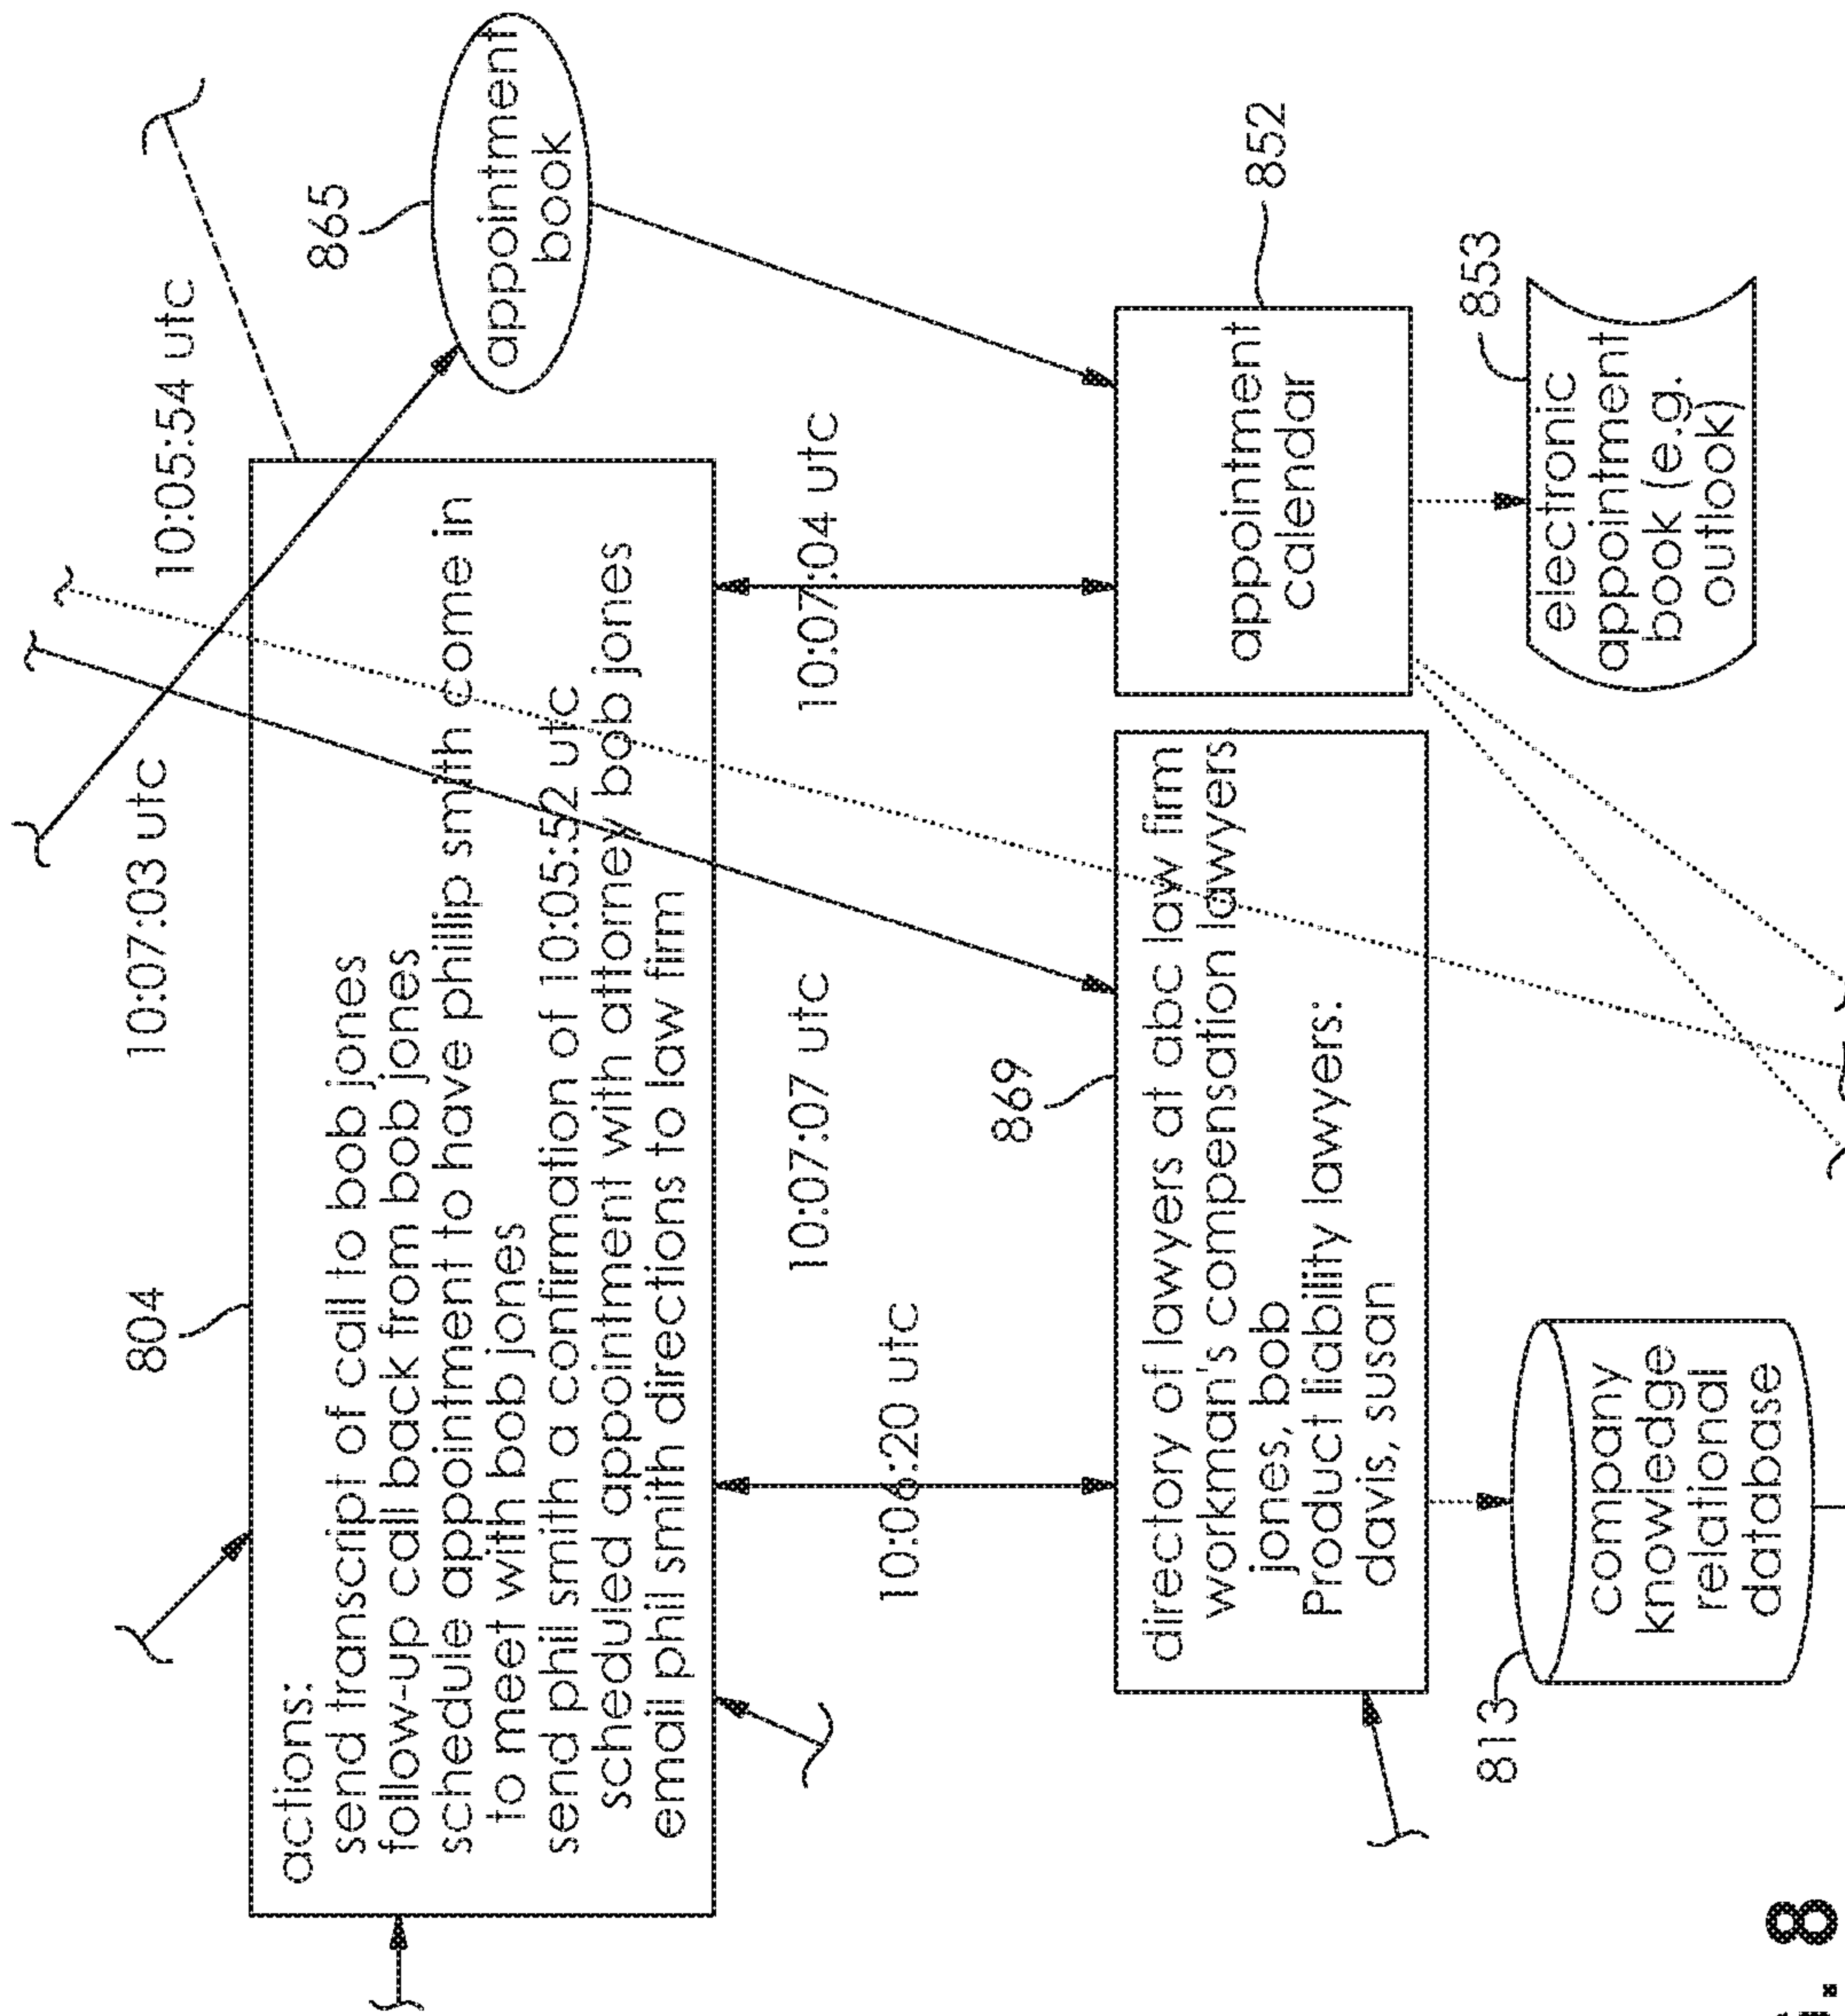 804
10:07:03 utc
10:05:54 utc
actions:
send transcript of call to bob jones
follow-up call back from bob jones
schedule appointment to have phillip smith come in
to meet with bob jones
send phil smith a confirmation of 10:05:52 utc
scheduled appointment with attorney bob jones
email phil smith directions to law firm
865
appointment
book
10:06:20 utc
10:07:07 utc
10:07:04 utc
869
directory of lawyers at abc law firm
workman's compensation lawyers
jones, bob
Product liability lawyers:
davis, susan
852
appointment
calendar
813
company
knowledge
relational
database
853
electronic
appointment
book (e.g.
outlook)
8